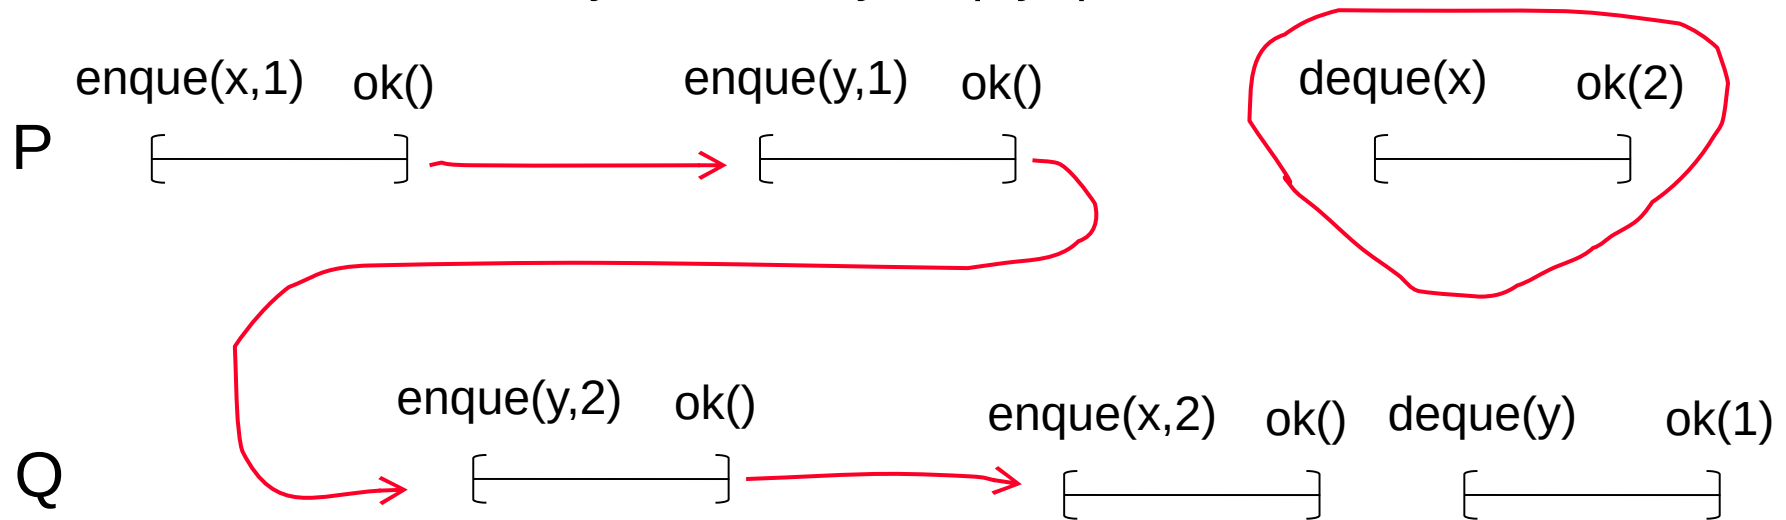 enque(x,1) ok() enque(y,1) ok() deque(x) ok(2)
P
enque(y,2) ok() enque(x,2) ok() deque(y) ok(1)
Q